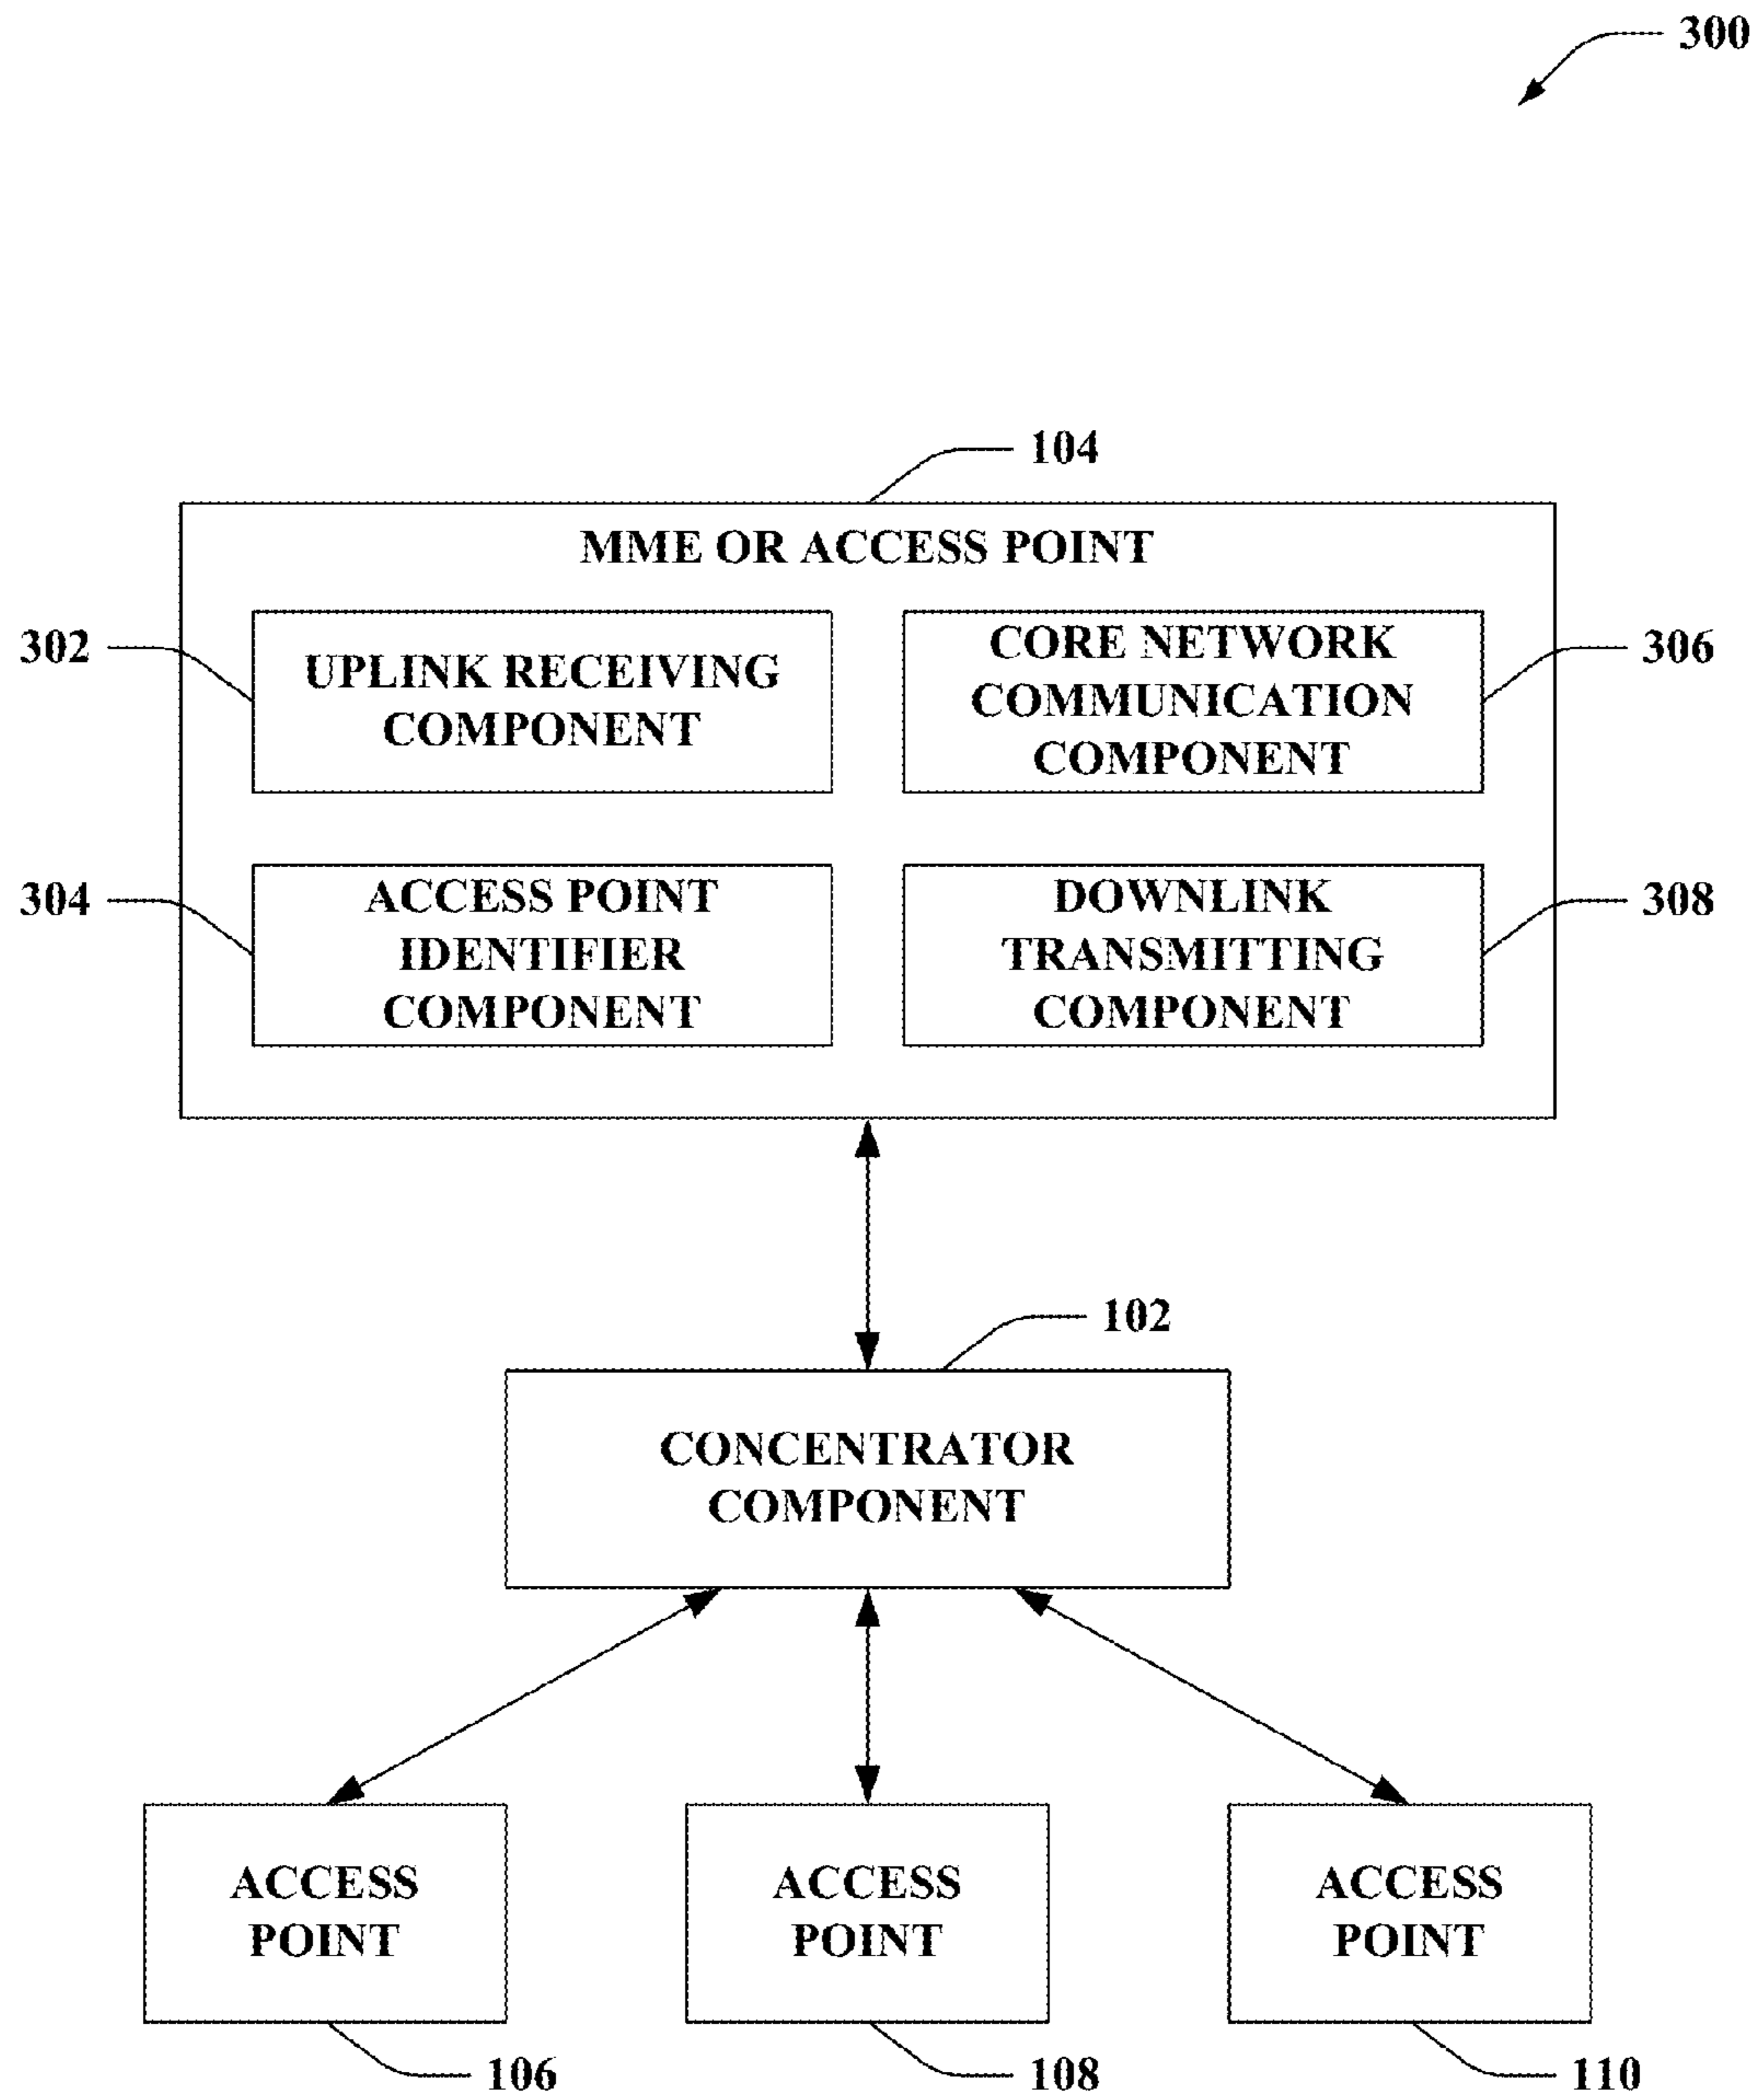 300
104
MME OR ACCESS POINT
302
UPLINK RECEIVING
COMPONENT
CORE NETWORK
COMMUNICATION
COMPONENT
306
304
ACCESS POINT
IDENTIFIER
COMPONENT
DOWNLINK
TRANSMITTING
COMPONENT
308
102
CONCENTRATOR
COMPONENT
ACCESS
POINT
ACCESS
POINT
ACCESS
POINT
106
108
110